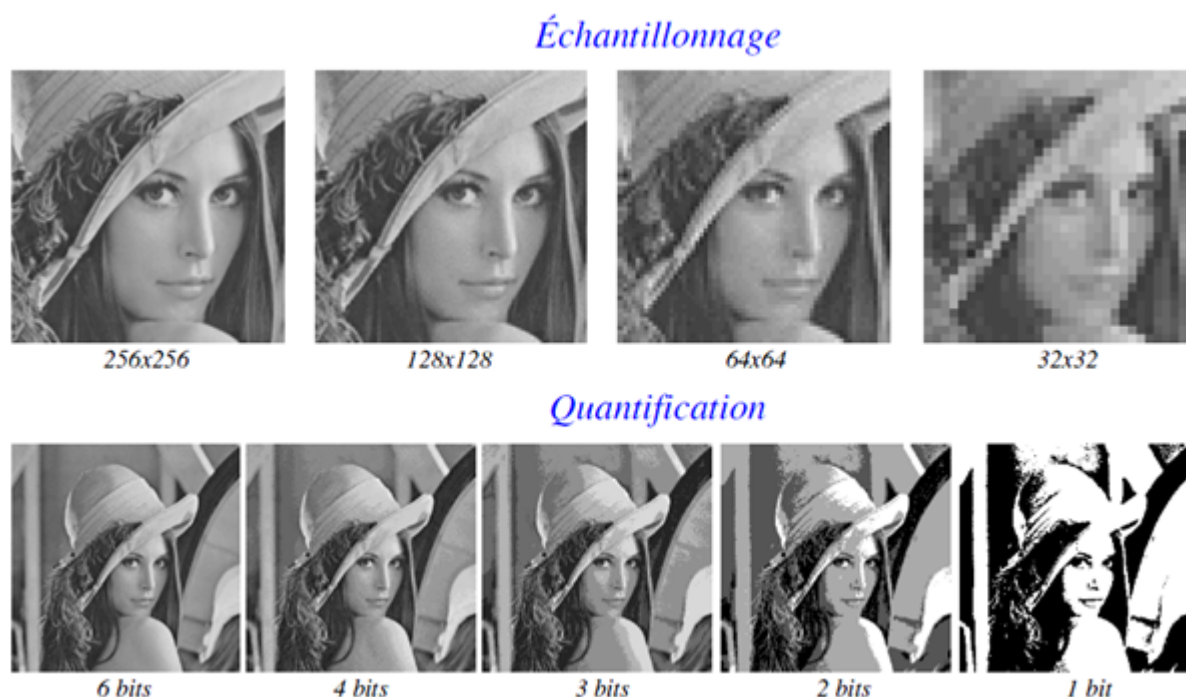 Échantillonnage
256x256 128x128 64x64 32x32
Quantification
6 bits 4 bits 3 bits 2 bits 1 bit